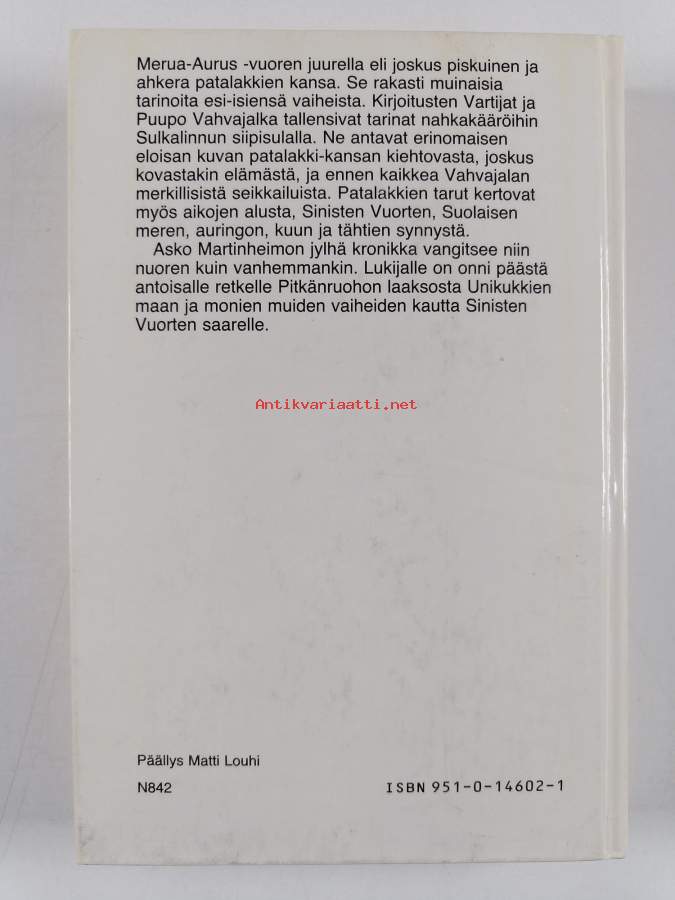 Merua-Aurus -vuoren juurella eli joskus piskuinen ja
ahkera patalakkien kansa. Se rakasti muinaisia
tarinoita esi-isiensä vaiheista. Kirjoitusten Vartijat ja
Puupo Vahvajalka tallensivat tarinat nahkakääröihin
Sulkalinnun siipisulalla. Ne antavat erinomaisen
eloisan kuvan patalakki-kansan kiehtovasta, joskus
kovastakin elämästä, ja ennen kaikkea Vahvajalan
merkillisistä seikkailuista. Patalakkien tarut kertovat
myös aikojen alusta, Sinisten Vuorten, Suolaisen
meren, auringon, kuun ja tähtien synnystä.
Asko Martinheimon jylhä kronikka vangitsee niin
nuoren kuin vanhemmankin. Lukijalle on onni päästä
antoisalle retkelle Pitkänruohon laaksosta Unikukkien
maan ja monien muiden vaiheiden kautta Sinisten
Vuorten saarelle.
Antikvariaatti.net
Päällys Matti Louhi
N842
ISBN 951-0-14602-1